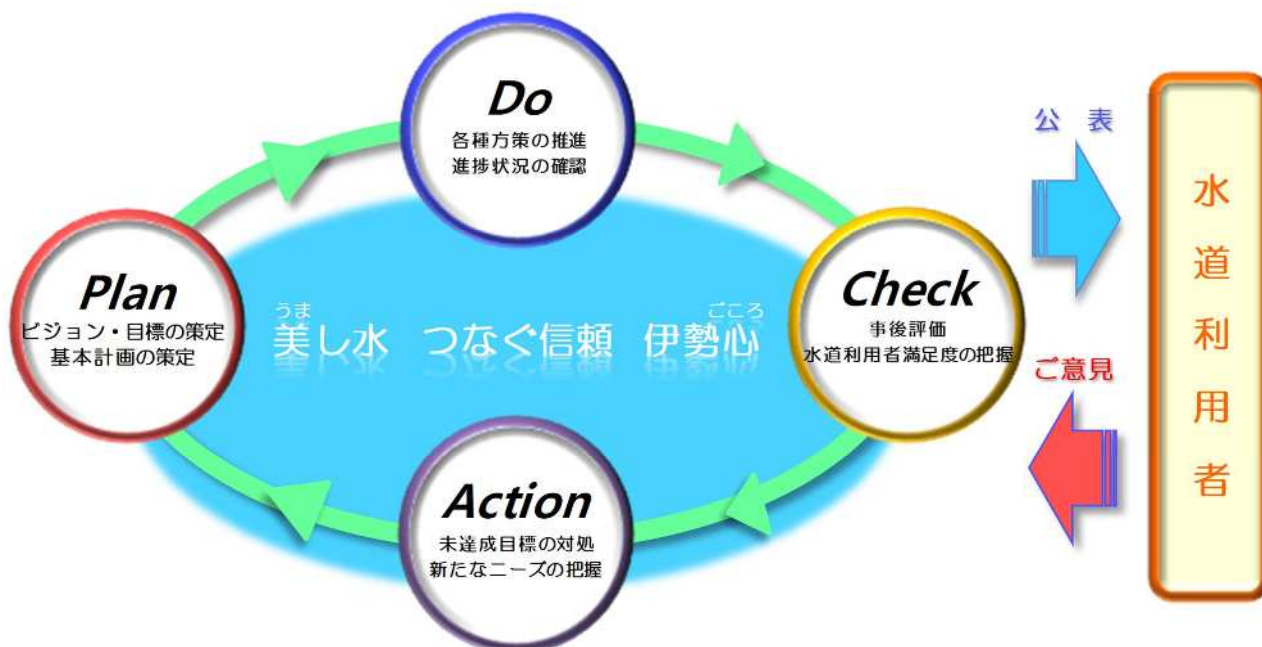 Do
各種方策の推進
進捗状況の確認
公 表
Plan
ビジョン・目標の策定
基本計画の策定
うま
ごころ
美し水 つなぐ信頼 伊勢心
Check
事後評価
水道利用者満足度の把握
ご意見
Action
未達成目標の対処
新たなニーズの把握
水道利用者